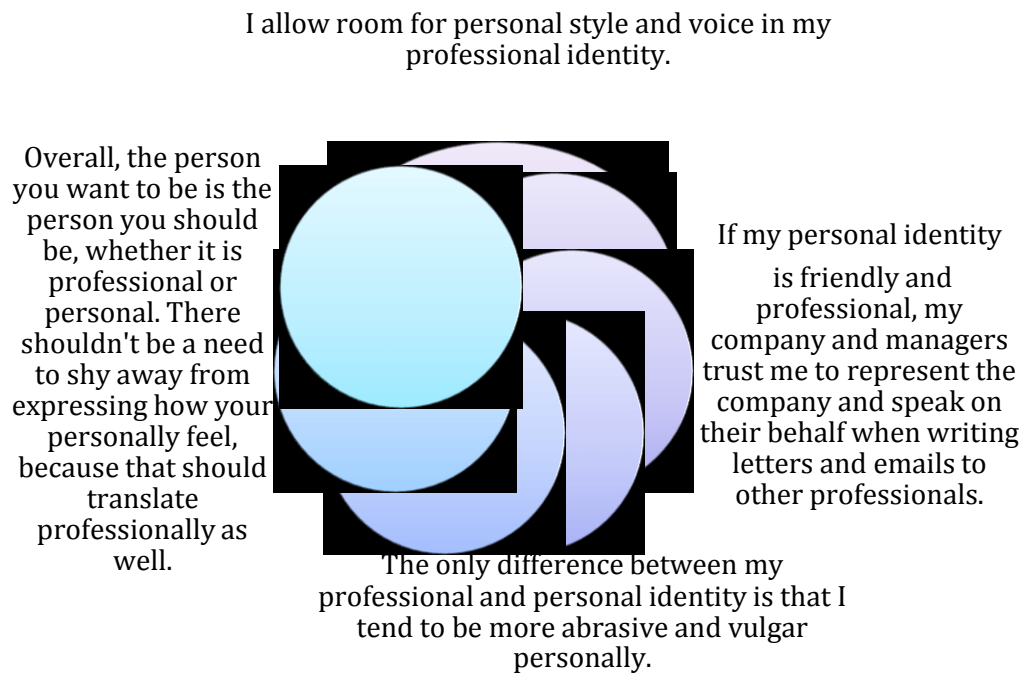 I allow room for personal style and voice in my
professional identity.
Overall, the person
you want to be is the
person you should
be, whether it is
professional or
personal. There
shouldn't be a need
to shy away from
expressing how your
personally feel,
because that should
translate
professionally as
well.
If my personal identity
is friendly and
professional, my
company and managers
trust me to represent the
company and speak on
their behalf when writing
letters and emails to
other professionals.
The only difference between my
professional and personal identity is that I
tend to be more abrasive and vulgar
personally.